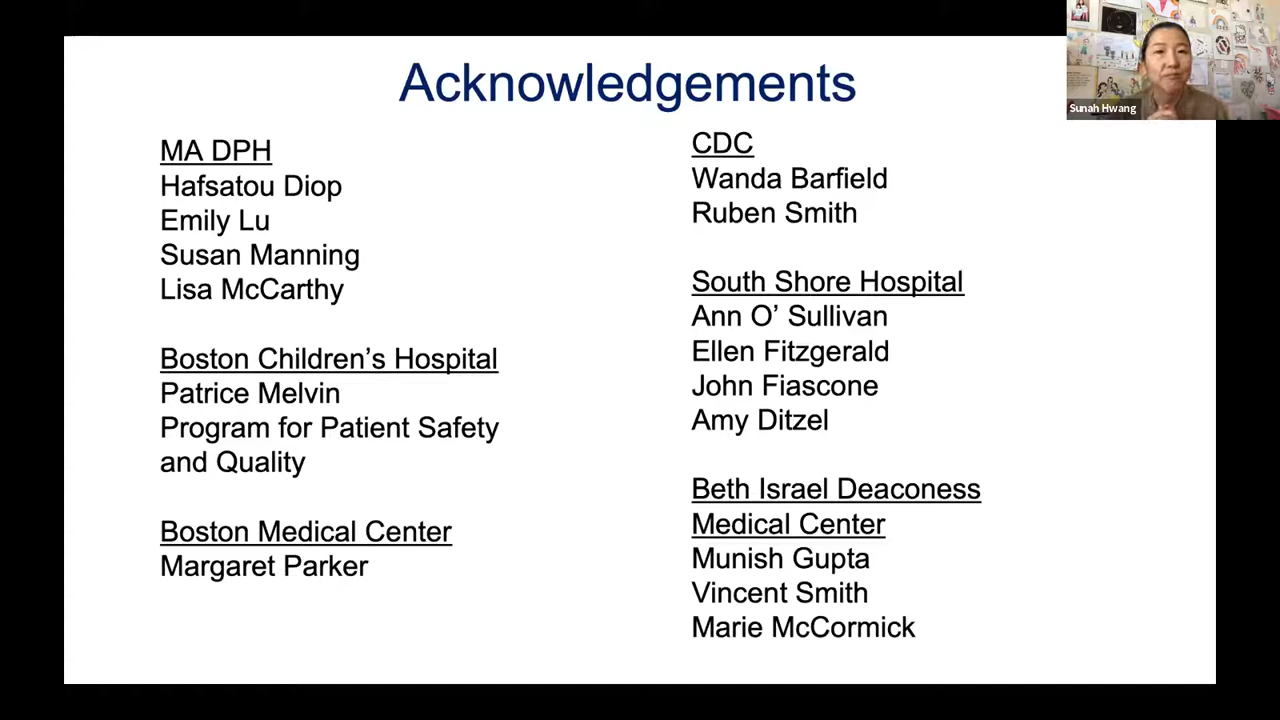 Acknowledgements
MA DPH
Hafsatou Diop
Emily Lu
Susan Manning
Lisa McCarthy
Boston Children’s Hospital
Patrice Melvin
Program for Patient Safety
and Quality
Boston Medical Center
Margaret Parker
CDC
Wanda Barfield
Ruben Smith
South Shore Hospital
Ann O’ Sullivan
Ellen Fitzgerald
John Fiascone
Amy Ditzel
Beth Israel Deaconess
Medical Center
Munish Gupta
Vincent Smith
Marie McCormick
Sunah Hwang